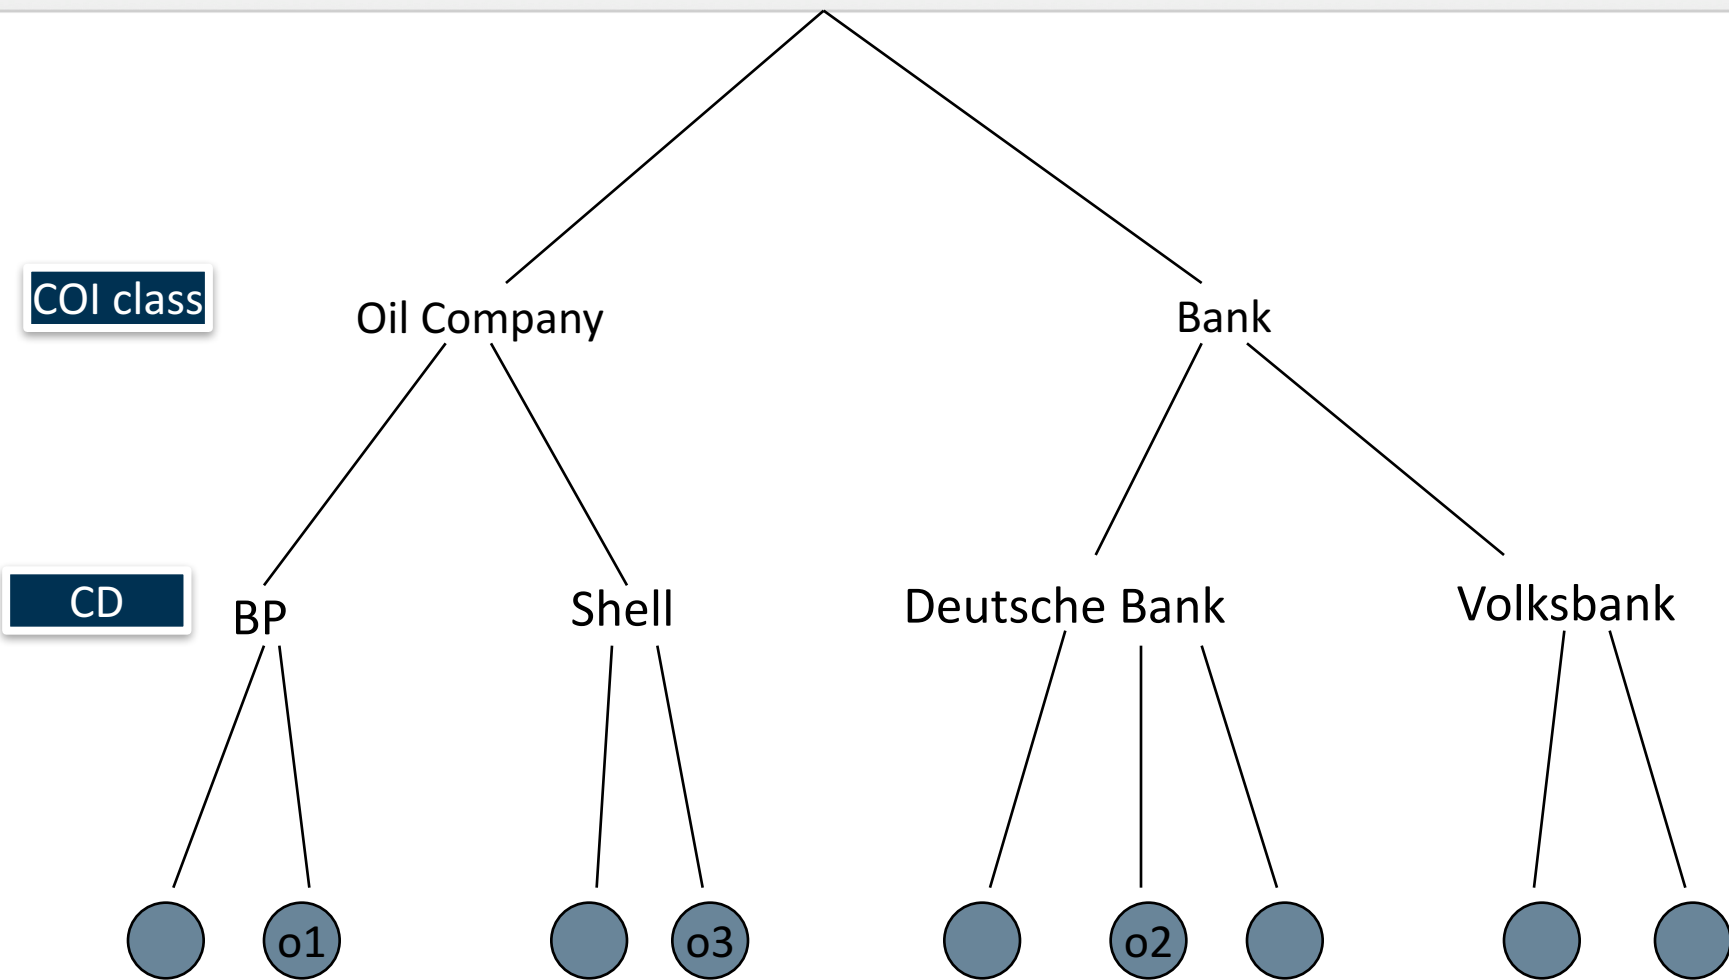 COI class
Oil Company
Bank
CD
BP
Shell
Deutsche Bank
Volksbank
o1
o3
o2